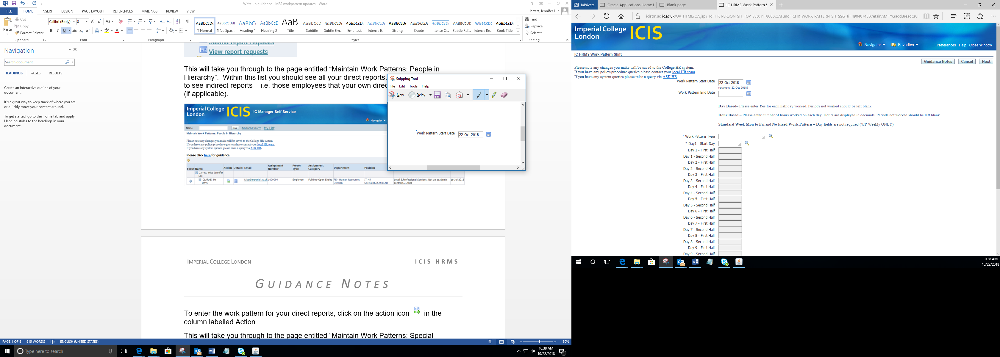 Write up guidance - MSS workpattern updates - Word
FILE HOME INSERT DESIGN PAGE LAYOUT REFERENCES MAILINGS REVIEW VIEW
Jarrett, Jennifer L
Paste
Cut
Copy
Format Painter
Clipboard
Calibri (Body) 8
Font
Paragraph
AaBbCcDc AaBbCcDdE AaBbCc AaBbCcE AaBl AaBbCcD AaBbCcDc AaBbCcDc AaBbCcDc AaBbCcDc AaBbCcDc AaBbCcDc AABBCCDE AABBCCDE AaBbCcDc
¶ Normal ¶ No Spac... Heading 1 Heading 2 Title Subtitle Subtle Em... Emphasis Intense E... Strong Quote Intense Q... Subtle Ref... Intense Re... Book Title
Styles
Find
Replace
Select
Editing
Navigation
Search document
HEADINGS PAGES RESULTS
Create an interactive outline of your
document.
It's a great way to keep track of where you are
or quickly move your content around.
To get started, go to the Home tab and apply
Heading styles to the headings in your
document.
Submit report requests
View report requests
This will take you through to the page entitled “Maintain Work Patterns: People in
Hierarchy”. Within this list you should see all your direct reports.
to see indirect reports – i.e. those employees that your own direc
(if applicable).
Imperial College
London
ICIS
IC Manager Self Service
Navigator
Name Go Advanced Search My List
Maintain Work Patterns: People in Hierarchy
Please note any changes you make will be saved to the College HR system.
If you have any policy/procedure queries please contact your local HR team.
If you have any system queries please raise a query via ASK HR.
Please click here for guidance.
Focus Name Action Details Email Assignment Number Person Type Assignment Category Department Position
Jarrett, Miss Jennifer Lee
CLARKE, Mr DAVE fake@imperial.ac.uk 1009099 Employee Fulltime-Open Ended PE - Human Resources Division IT HR Specialist.352588.No Level 5.Professional Services..Not an academic contract....Other 16-Jul-2018
Snipping Tool
File Edit Tools Help
New Delay
Work Pattern Start Date 22-Oct-2018
IMPERIAL COLLEGE LONDON ICIS HRMS
GUIDANCE NOTES
To enter the work pattern for your direct reports, click on the action icon in the
column labelled Action.
This will take you through to the page entitled “Maintain Work Patterns: Special
PAGE 1 OF 8 915 WORDS ENGLISH (UNITED STATES) 150%
Type here to search
10:38 AM
10/22/2018
InPrivate Oracle Applications Home F Blank page IC HRMS Work Pattern S
icistrn.ad.ic.ac.uk/OA_HTML/OA.jsp?_rc=HR_PERSON_SIT_TOP_SS&_ri=800&OAFunc=ICHR_WORK_PATTERN_SIT_SS&_ti=49040748&retainAM=Y&addBreadCru
Imperial College
London
ICIS
Navigator Favorites Preferences Help Close Window
IC HRMS Work Pattern Shift
Guidance Notes Cancel Next
Please note any changes you make will be saved to the College HR system.
If you have any policy/procedure queries please contact your local HR team.
If you have any system queries please raise a query via ASK HR.
Work Pattern Start Date 22-Oct-2018
(example: 22-Oct-2018)
Work Pattern End Date
Day Based– Please enter Yes for each half day worked. Periods not worked should be left blank.
Hour Based – Please enter number of hours worked on each day. Hours are displayed in decimals. Periods not worked should be left blank.
Standard Week Mon to Fri and No Fixed Work Pattern – Day fields are not required (WP Weekly ONLY)
* Work Pattern Type
* Day1 - Start Day
Day 1 - First Half
Day 1 - Second Half
Day 2 - First Half
Day 2 - Second Half
Day 3 - First Half
Day 3 - Second Half
Day 4 - First Half
Day 4 - Second Half
Day 5 - First Half
Day 5 - Second Half
Day 6 - First Half
Day 6 - Second Half
Day 7 - First Half
Day 7 - Second Half
Day 8 - First Half
Day 8 - Second Half
Day 9 - First Half
Day 9 - Second Half
10:38 AM
10/22/2018